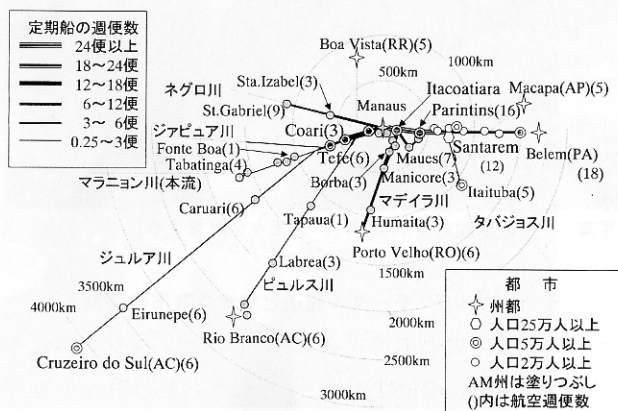 定期船の週便数
24便以上
18〜24便
12〜18便
6〜12便
3〜 6便
0.25〜3便
Boa Vista(RR)(5)
1000km
500km
ネグロ川
Sta.Izabel(3)
Itacoatiara
Macapa(AP)(5)
St.Gabriel(9)
Manaus
Parintins(16)
ジァピュア川
Coari(3)
Fonte Boa(1)
Tefe(6)
Maues(7)
Santarem
(12)
Belem(PA)
(18)
Tabatinga(4)
Borba(3)
Manicore(3)
マラニョン川(本流)
Itaituba(5)
Caruari(6)
マデイラ川
タバジョス川
Tapaua(1)
Humaita(3)
Porto Velho(RO)(6)
ジュルア川
Labrea(3)
1500km
3500km
ピュルス川
4000km
Eirunepe(6)
2000km
Rio Branco(AC)(6)
Cruzeiro do Sul(AC)(6)
2500km
3000km
都 市
州都
人口25万人以上
人口5万人以上
人口2万人以上
AM州は塗りつぶし
()内は航空週便数